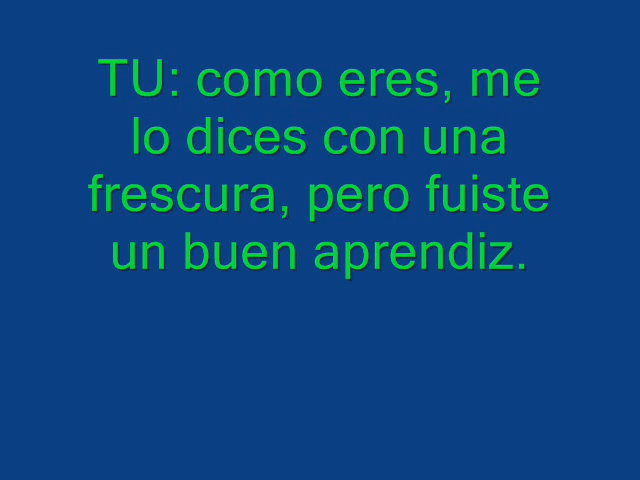 TU: como eres, me
lo dices con una
frescura, pero fuiste
un buen aprendiz.